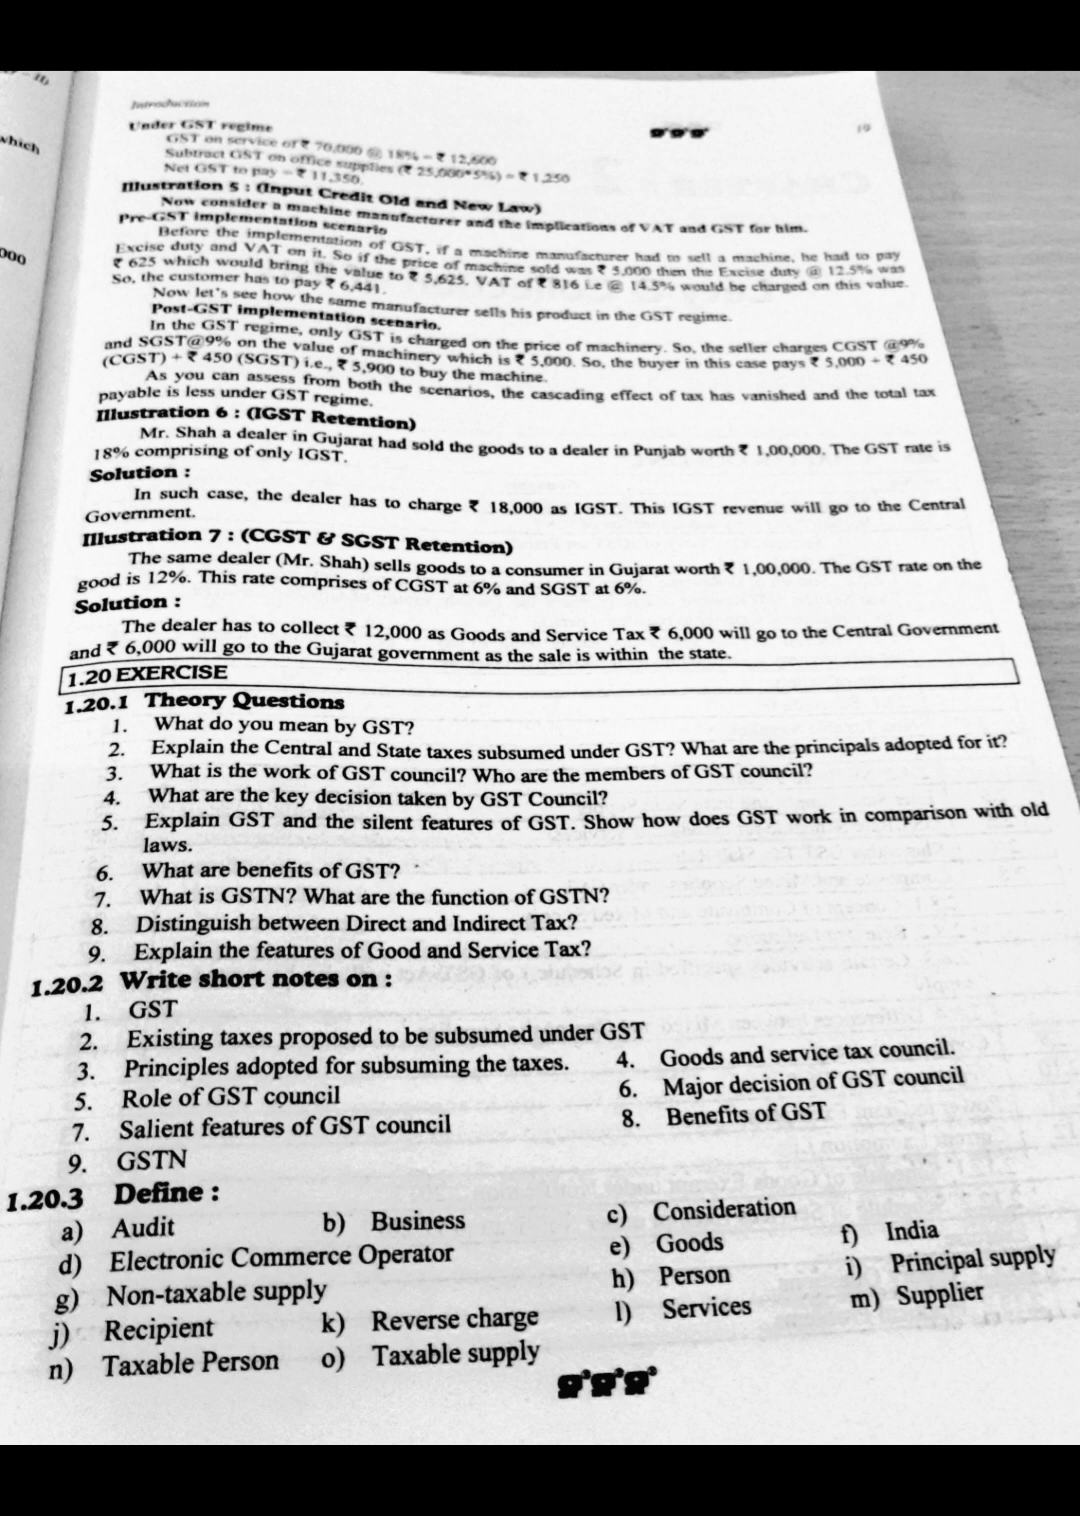 which
000
Introduction
19
Under GST regime
GST on service of ₹ 70,000 @ 18% = ₹ 12,600
Subtract GST on office supplies (₹ 25,000*5%) = ₹ 1,250
Net GST to pay = ₹ 11,350.
Illustration 5 : (Input Credit Old and New Law)
Now consider a machine manufacturer and the implications of VAT and GST for him.
Pre-GST implementation scenario
Before the implementation of GST, if a machine manufacturer had to sell a machine, he had to pay
Excise duty and VAT on it. So if the price of machine sold was ₹ 5,000 then the Excise duty @ 12.5% was
₹ 625 which would bring the value to ₹ 5,625. VAT of ₹ 816 i.e @ 14.5% would be charged on this value.
So, the customer has to pay ₹ 6,441.
Now let's see how the same manufacturer sells his product in the GST regime.
Post-GST implementation scenario.
In the GST regime, only GST is charged on the price of machinery. So, the seller charges CGST @9%
and SGST@9% on the value of machinery which is ₹ 5,000. So, the buyer in this case pays ₹ 5,000 + ₹ 450
(CGST) + ₹ 450 (SGST) i.e., ₹ 5,900 to buy the machine.
As you can assess from both the scenarios, the cascading effect of tax has vanished and the total tax
payable is less under GST regime.
Illustration 6 : (IGST Retention)
Mr. Shah a dealer in Gujarat had sold the goods to a dealer in Punjab worth ₹ 1,00,000. The GST rate is
18% comprising of only IGST.
Solution :
In such case, the dealer has to charge ₹ 18,000 as IGST. This IGST revenue will go to the Central
Government.
Illustration 7 : (CGST & SGST Retention)
The same dealer (Mr. Shah) sells goods to a consumer in Gujarat worth ₹ 1,00,000. The GST rate on the
good is 12%. This rate comprises of CGST at 6% and SGST at 6%.
Solution :
The dealer has to collect ₹ 12,000 as Goods and Service Tax ₹ 6,000 will go to the Central Government
and ₹ 6,000 will go to the Gujarat government as the sale is within the state.
1.20 EXERCISE
1.20.1 Theory Questions
1. What do you mean by GST?
2. Explain the Central and State taxes subsumed under GST? What are the principals adopted for it?
3. What is the work of GST council? Who are the members of GST council?
4. What are the key decision taken by GST Council?
5. Explain GST and the silent features of GST. Show how does GST work in comparison with old
laws.
6. What are benefits of GST?
7. What is GSTN? What are the function of GSTN?
8. Distinguish between Direct and Indirect Tax?
9. Explain the features of Good and Service Tax?
1.20.2 Write short notes on :
1. GST
2. Existing taxes proposed to be subsumed under GST
3. Principles adopted for subsuming the taxes. 4. Goods and service tax council.
5. Role of GST council 6. Major decision of GST council
7. Salient features of GST council 8. Benefits of GST
9. GSTN
1.20.3 Define :
a) Audit b) Business c) Consideration
d) Electronic Commerce Operator e) Goods f) India
g) Non-taxable supply h) Person i) Principal supply
j) Recipient k) Reverse charge l) Services m) Supplier
n) Taxable Person o) Taxable supply